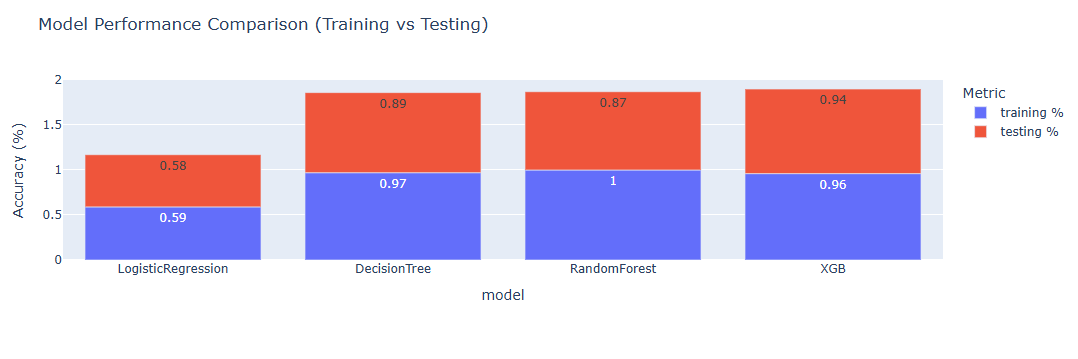 Model Performance Comparison (Training vs Testing)
2
1.5
1
0.5
0
Accuracy (%)
0.58
0.59
0.89
0.97
0.87
1
0.94
0.96
LogisticRegression
DecisionTree
RandomForest
XGB
model
Metric
training %
testing %